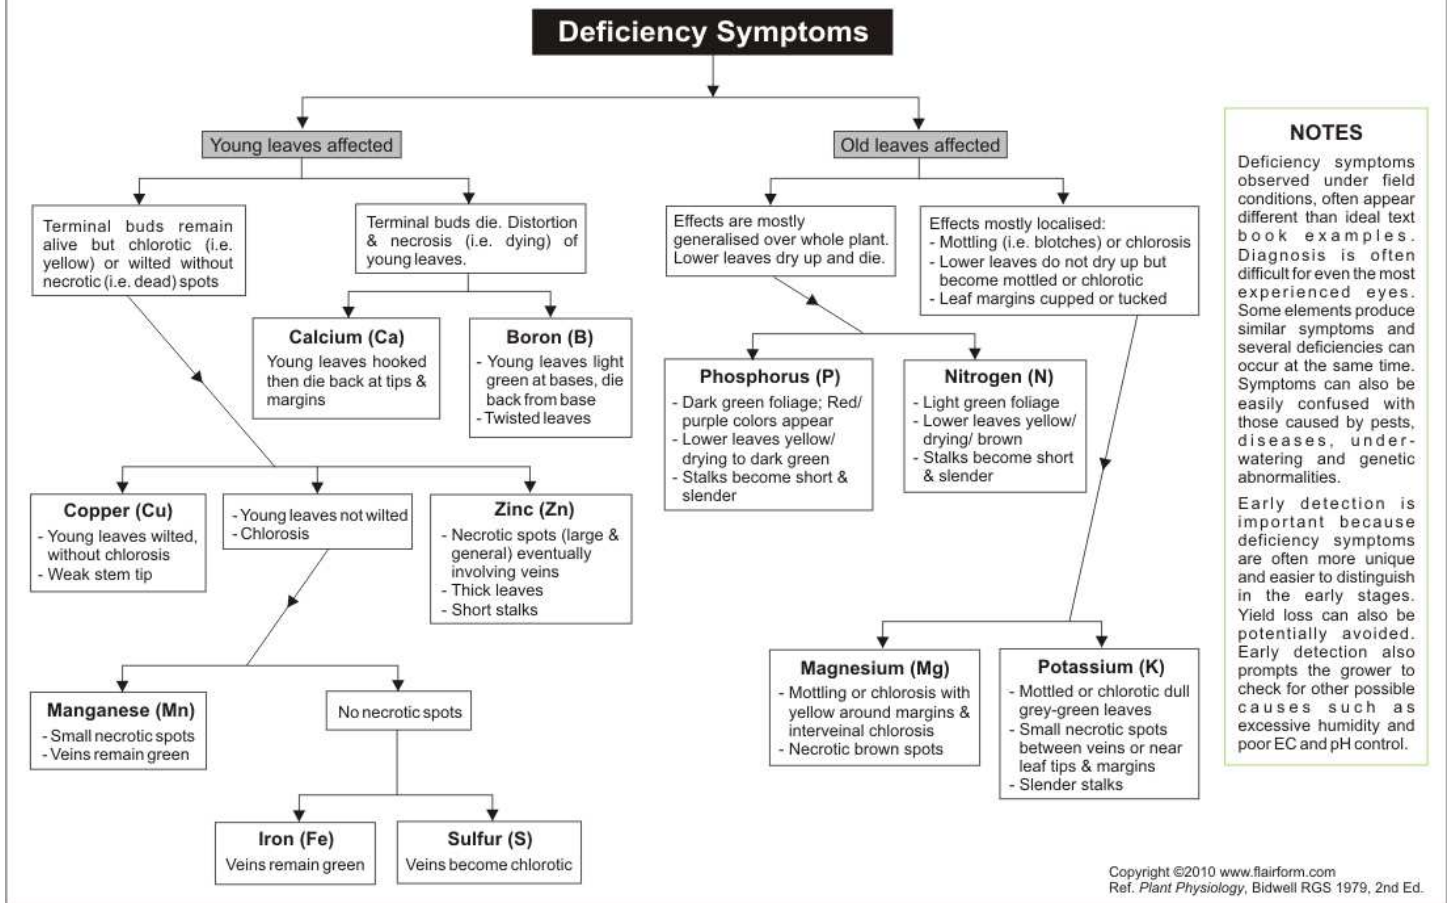 Deficiency Symptoms
Young leaves affected
Old leaves affected
Terminal buds remain
alive but chlorotic (i.e.
yellow) or wilted without
necrotic (i.e. dead) spots
Terminal buds die. Distortion
& necrosis (i.e. dying) of
young leaves.
Effects are mostly
generalised over whole plant.
Lower leaves dry up and die.
Effects mostly localised:
- Mottling (i.e. blotches) or chlorosis
- Lower leaves do not dry up but
become mottled or chlorotic
- Leaf margins cupped or tucked
Calcium (Ca)
Young leaves hooked
then die back at tips &
margins
Boron (B)
- Young leaves light
green at bases, die
back from base
- Twisted leaves
Phosphorus (P)
- Dark green foliage; Red/
purple colors appear
- Lower leaves yellow/
drying to dark green
- Stalks become short &
slender
Nitrogen (N)
- Light green foliage
- Lower leaves yellow/
drying/ brown
- Stalks become short
& slender
Copper (Cu)
- Young leaves wilted,
without chlorosis
- Weak stem tip
- Young leaves not wilted
- Chlorosis
Zinc (Zn)
- Necrotic spots (large &
general) eventually
involving veins
- Thick leaves
- Short stalks
Manganese (Mn)
- Small necrotic spots
- Veins remain green
No necrotic spots
Iron (Fe)
Veins remain green
Sulfur (S)
Veins become chlorotic
Magnesium (Mg)
- Mottling or chlorosis with
yellow around margins &
interveinal chlorosis
- Necrotic brown spots
Potassium (K)
- Mottled or chlorotic dull
grey-green leaves
- Small necrotic spots
between veins or near
leaf tips & margins
- Slender stalks
NOTES
Deficiency symptoms
observed under field
conditions, often appear
different than ideal text
book examples.
Diagnosis is often
difficult for even the most
experienced eyes.
Some elements produce
similar symptoms and
several deficiencies can
occur at the same time.
Symptoms can also be
easily confused with
those caused by pests,
diseases, under-
watering and genetic
abnormalities.
Early detection is
important because
deficiency symptoms
are often more unique
and easier to distinguish
in the early stages.
Yield loss can also be
potentially avoided.
Early detection also
prompts the grower to
check for other possible
causes such as
excessive humidity and
poor EC and pH control.
Copyright ©2010 www.flairform.com
Ref. Plant Physiology, Bidwell RGS 1979, 2nd Ed.